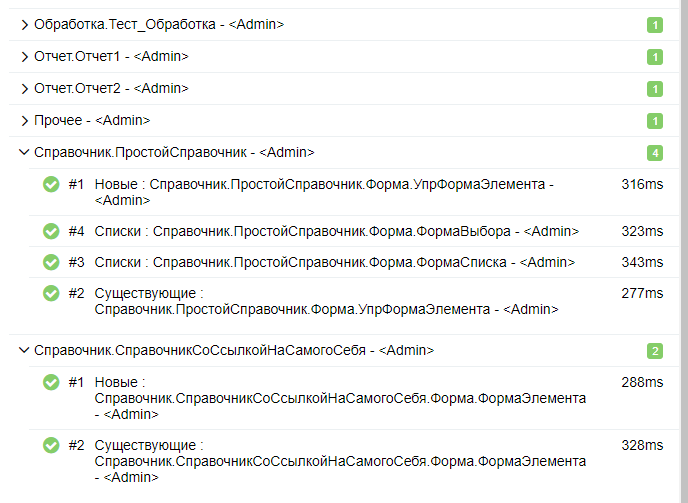 Обработка.Тест_Обработка - <Admin> 1
Отчет.Отчет1 - <Admin> 1
Отчет.Отчет2 - <Admin> 1
Прочее - <Admin> 1
Справочник.ПростойСправочник - <Admin> 4
#1 Новые : Справочник.ПростойСправочник.Форма.УпрФормаЭлемента - 316ms
<Admin>
#4 Списки : Справочник.ПростойСправочник.Форма.ФормаВыбора - <Admin> 323ms
#3 Списки : Справочник.ПростойСправочник.Форма.ФормаСписка - <Admin> 343ms
#2 Существующие : 277ms
Справочник.ПростойСправочник.Форма.УпрФормаЭлемента - <Admin>
Справочник.СправочникСоСсылкойНаСамогоСебя - <Admin> 2
#1 Новые : 288ms
Справочник.СправочникСоСсылкойНаСамогоСебя.Форма.ФормаЭлемента
- <Admin>
#2 Существующие : 328ms
Справочник.СправочникСоСсылкойНаСамогоСебя.Форма.ФормаЭлемента
- <Admin>